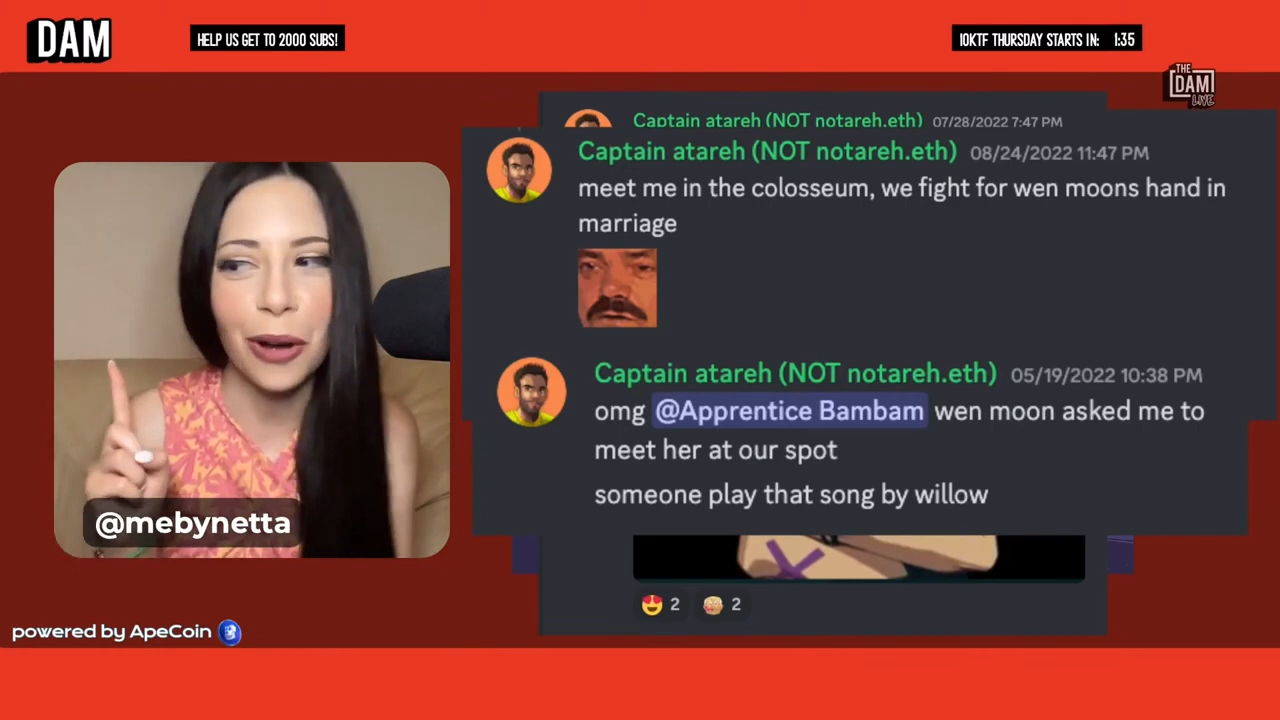 DAM
HELP US GET TO 2000 SUBS!
10KTF THURSDAY STARTS IN: 1:35
THE
DAM
LIVE
Captain atareh (NOT notareh.eth) 07/28/2022 7:47 PM
Captain atareh (NOT notareh.eth) 08/24/2022 11:47 PM
meet me in the colosseum, we fight for wen moons hand in
marriage
Captain atareh (NOT notareh.eth) 05/19/2022 10:38 PM
omg @Apprentice Bambam wen moon asked me to
meet her at our spot
someone play that song by willow
2 2
@mebynetta
powered by ApeCoin